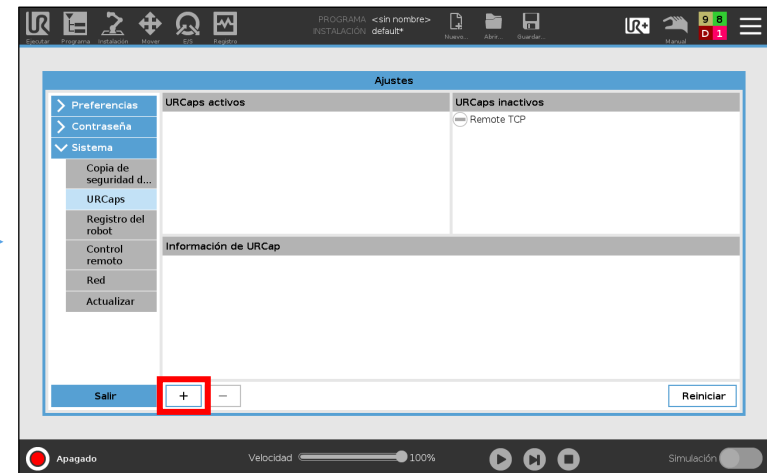 UR
Ejecutar Programa Instalación Mover E/S Registro
PROGRAMA <sin nombre>
INSTALACIÓN default*
Nuevo... Abrir... Guardar...
UR+
Manual
9 8
D 1
Ajustes
Preferencias
Contraseña
Sistema
Copia de
seguridad d...
URCaps
Registro del
robot
Control
remoto
Red
Actualizar
Salir
URCaps activos
URCaps inactivos
Remote TCP
Información de URCap
+ −
Reiniciar
Apagado
Velocidad 100%
Simulación